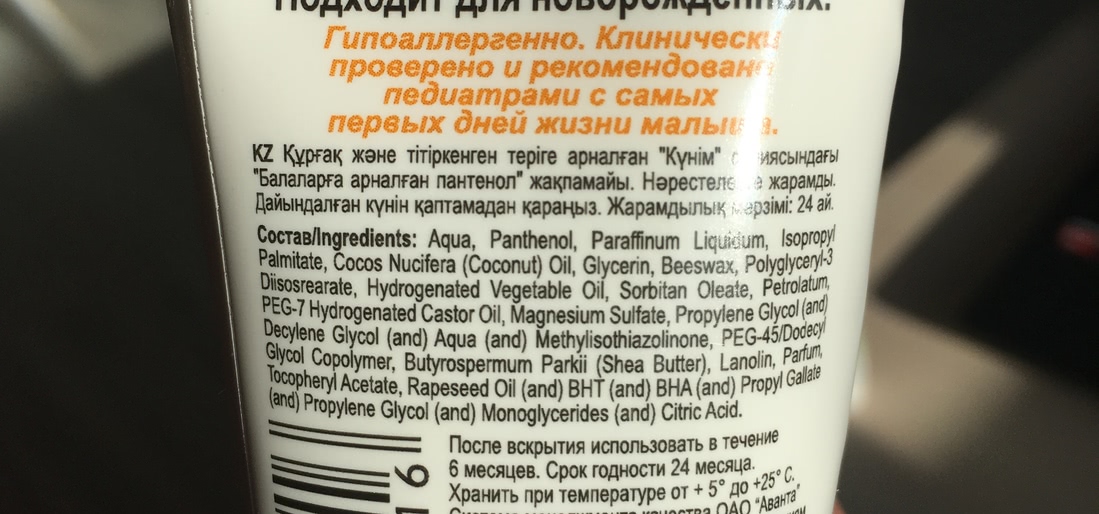 Подходит для новорожденных.
Гипоаллергенно. Клинически
проверено и рекомендовано
педиатрами с самых
первых дней жизни малыша.
KZ Құрғақ және тітіркенген теріге арналған "Күнім"
"Балаларға арналған пантенол" жақпамайы. жарамды.
Дайындалған күнін қаптамадан қараңыз. Жарамдылық мерзімі: 24 ай.
Состав/Ingredients: Aqua, Panthenol, Paraffinum Liquidum, Isopropyl
Palmitate, Cocos Nucifera (Coconut) Oil, Glycerin, Beeswax, Polyglyceryl-3
Diisosrearate, Hydrogenated Vegetable Oil, Sorbitan Oleate, Petrolatum,
PEG-7 Hydrogenated Castor Oil, Magnesium Sulfate, Propylene Glycol (and)
Decylene Glycol (and) Aqua (and) Methylisothiazolinone, PEG-45/Dodecyl
Glycol Copolymer, Butyrospermum Parkii (Shea Butter), Lanolin, Parfum,
Tocopheryl Acetate, Rapeseed Oil (and) BHT (and) BHA (and) Propyl Gallate
(and) Propylene Glycol (and) Monoglycerides (and) Citric Acid.
После вскрытия использовать в течение
6 месяцев. Срок годности 24 месяца.
Хранить при температуре от + 5° до +25° С.
качества ОАО "Аванта"